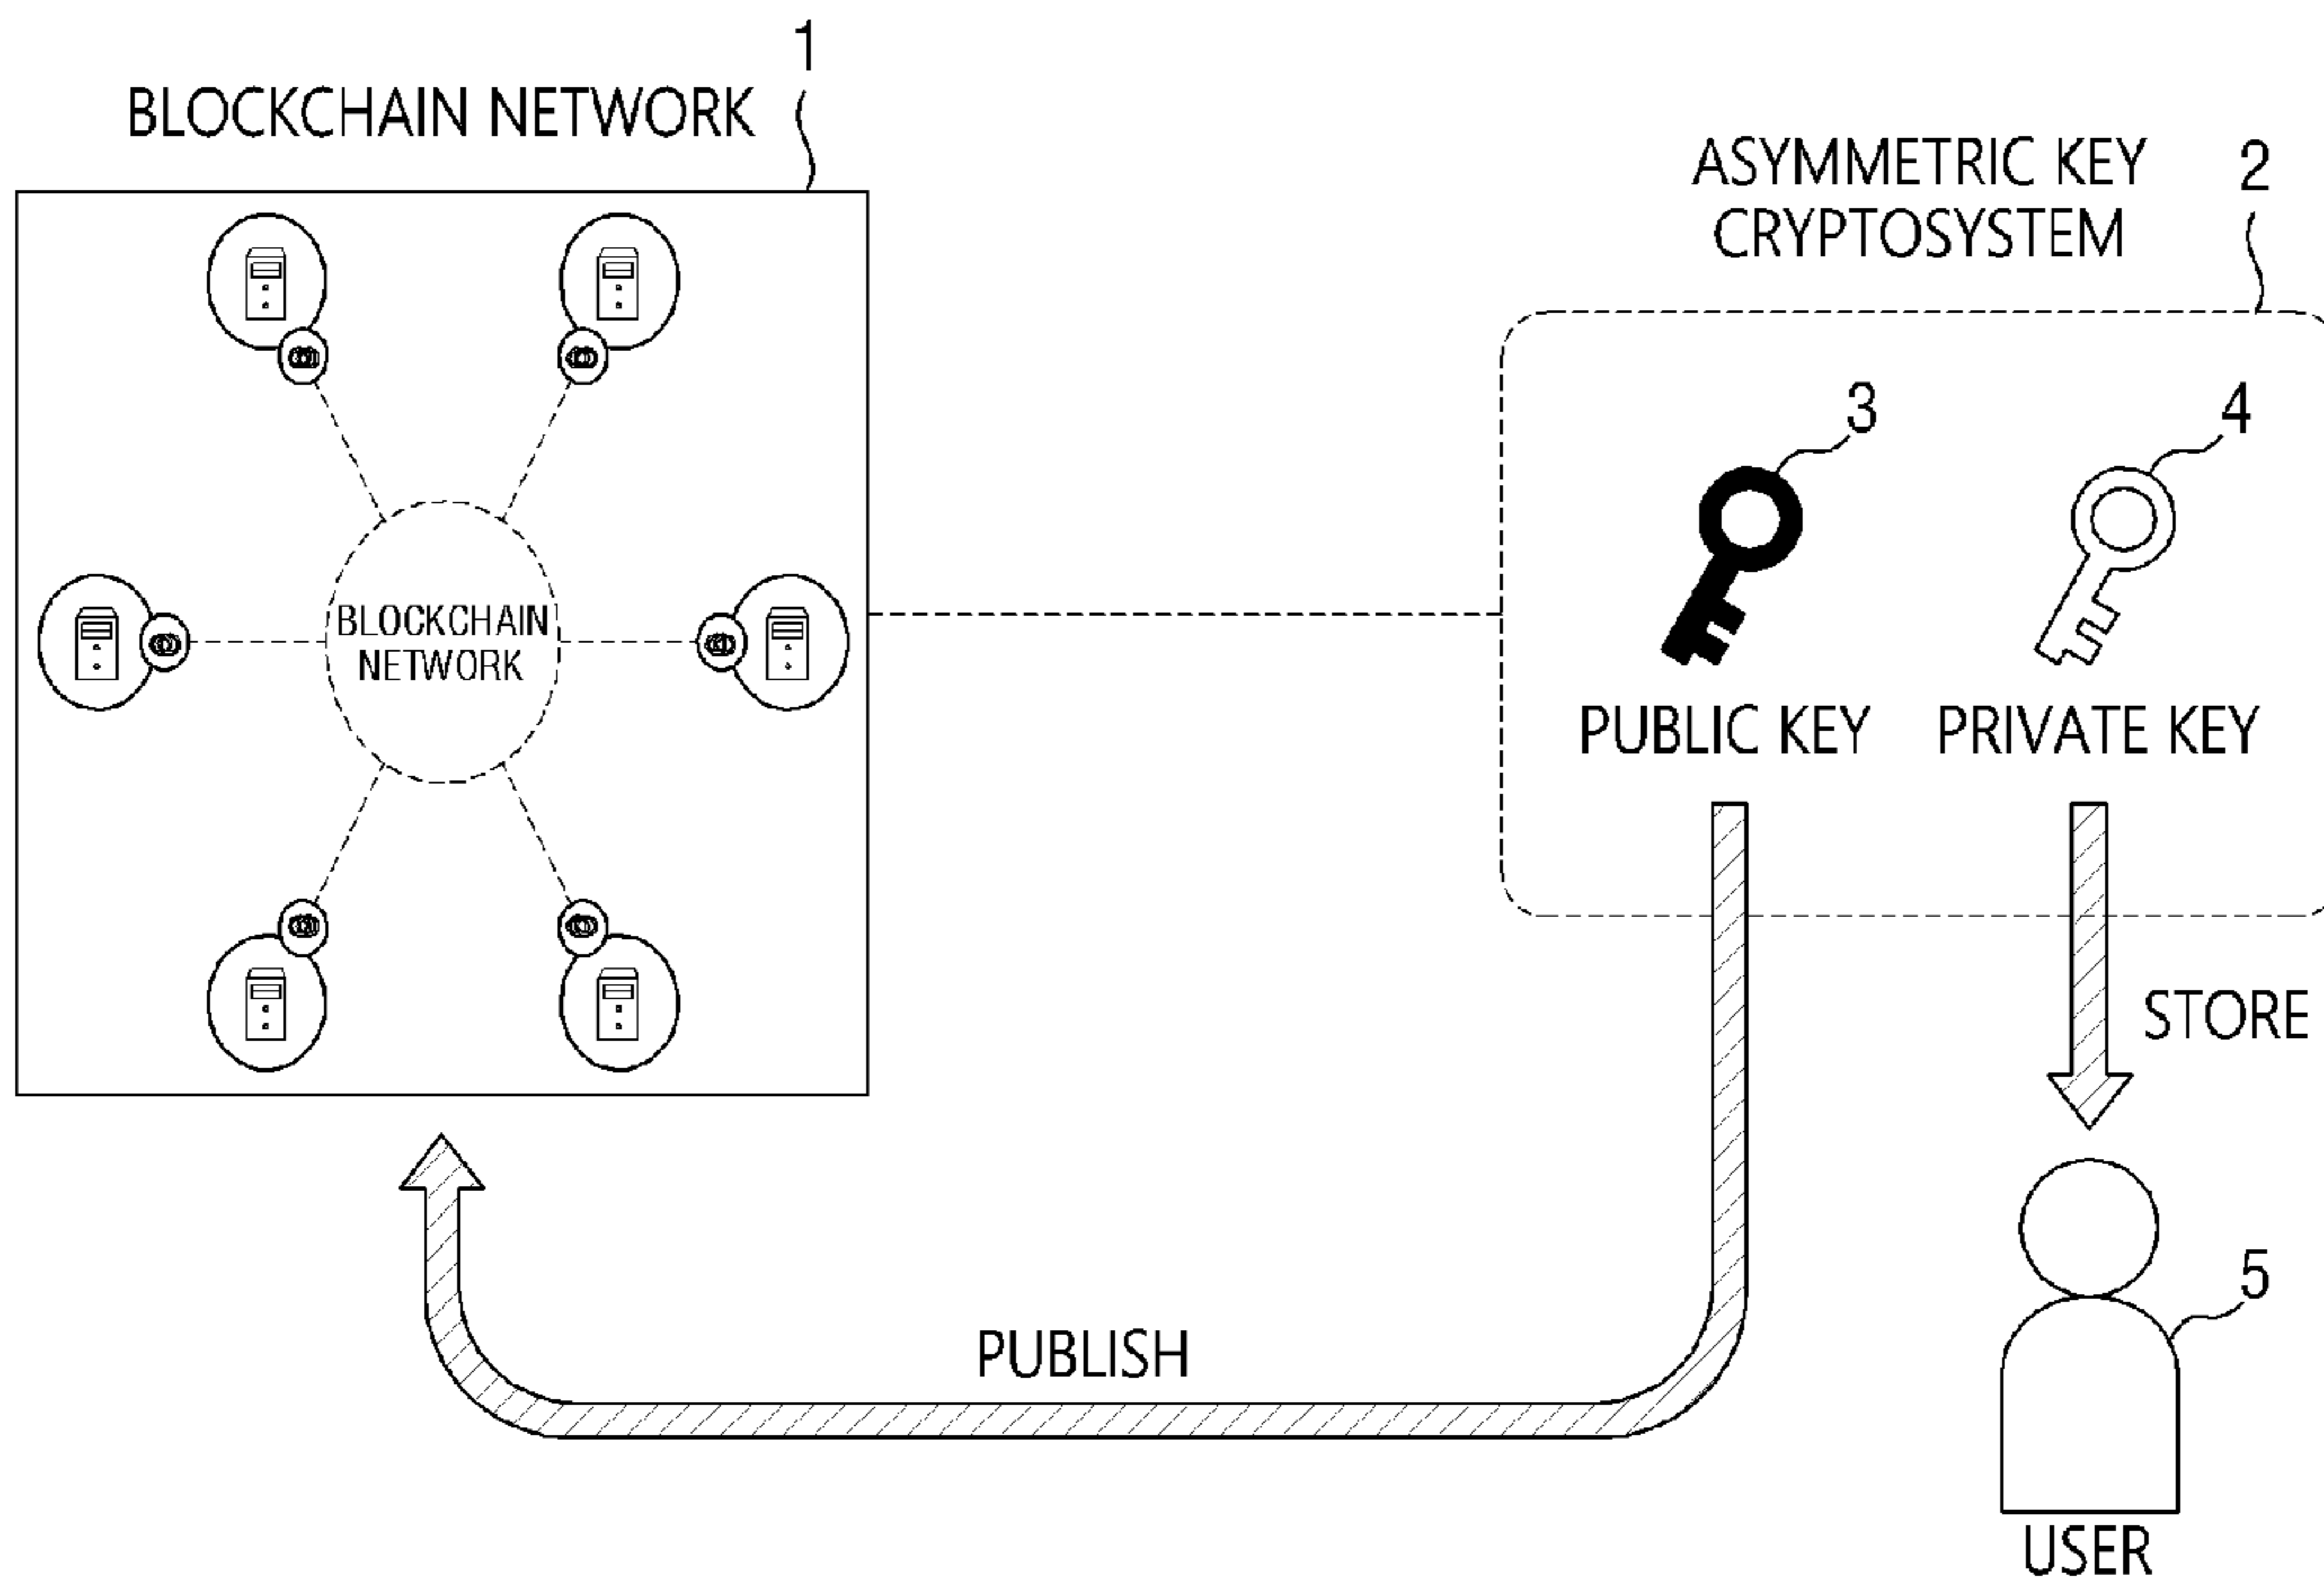 1
BLOCKCHAIN NETWORK
ASYMMETRIC KEY
CRYPTOSYSTEM
2
3
4
BLOCKCHAIN
NETWORK
PUBLIC KEY
PRIVATE KEY
STORE
5
PUBLISH
USER